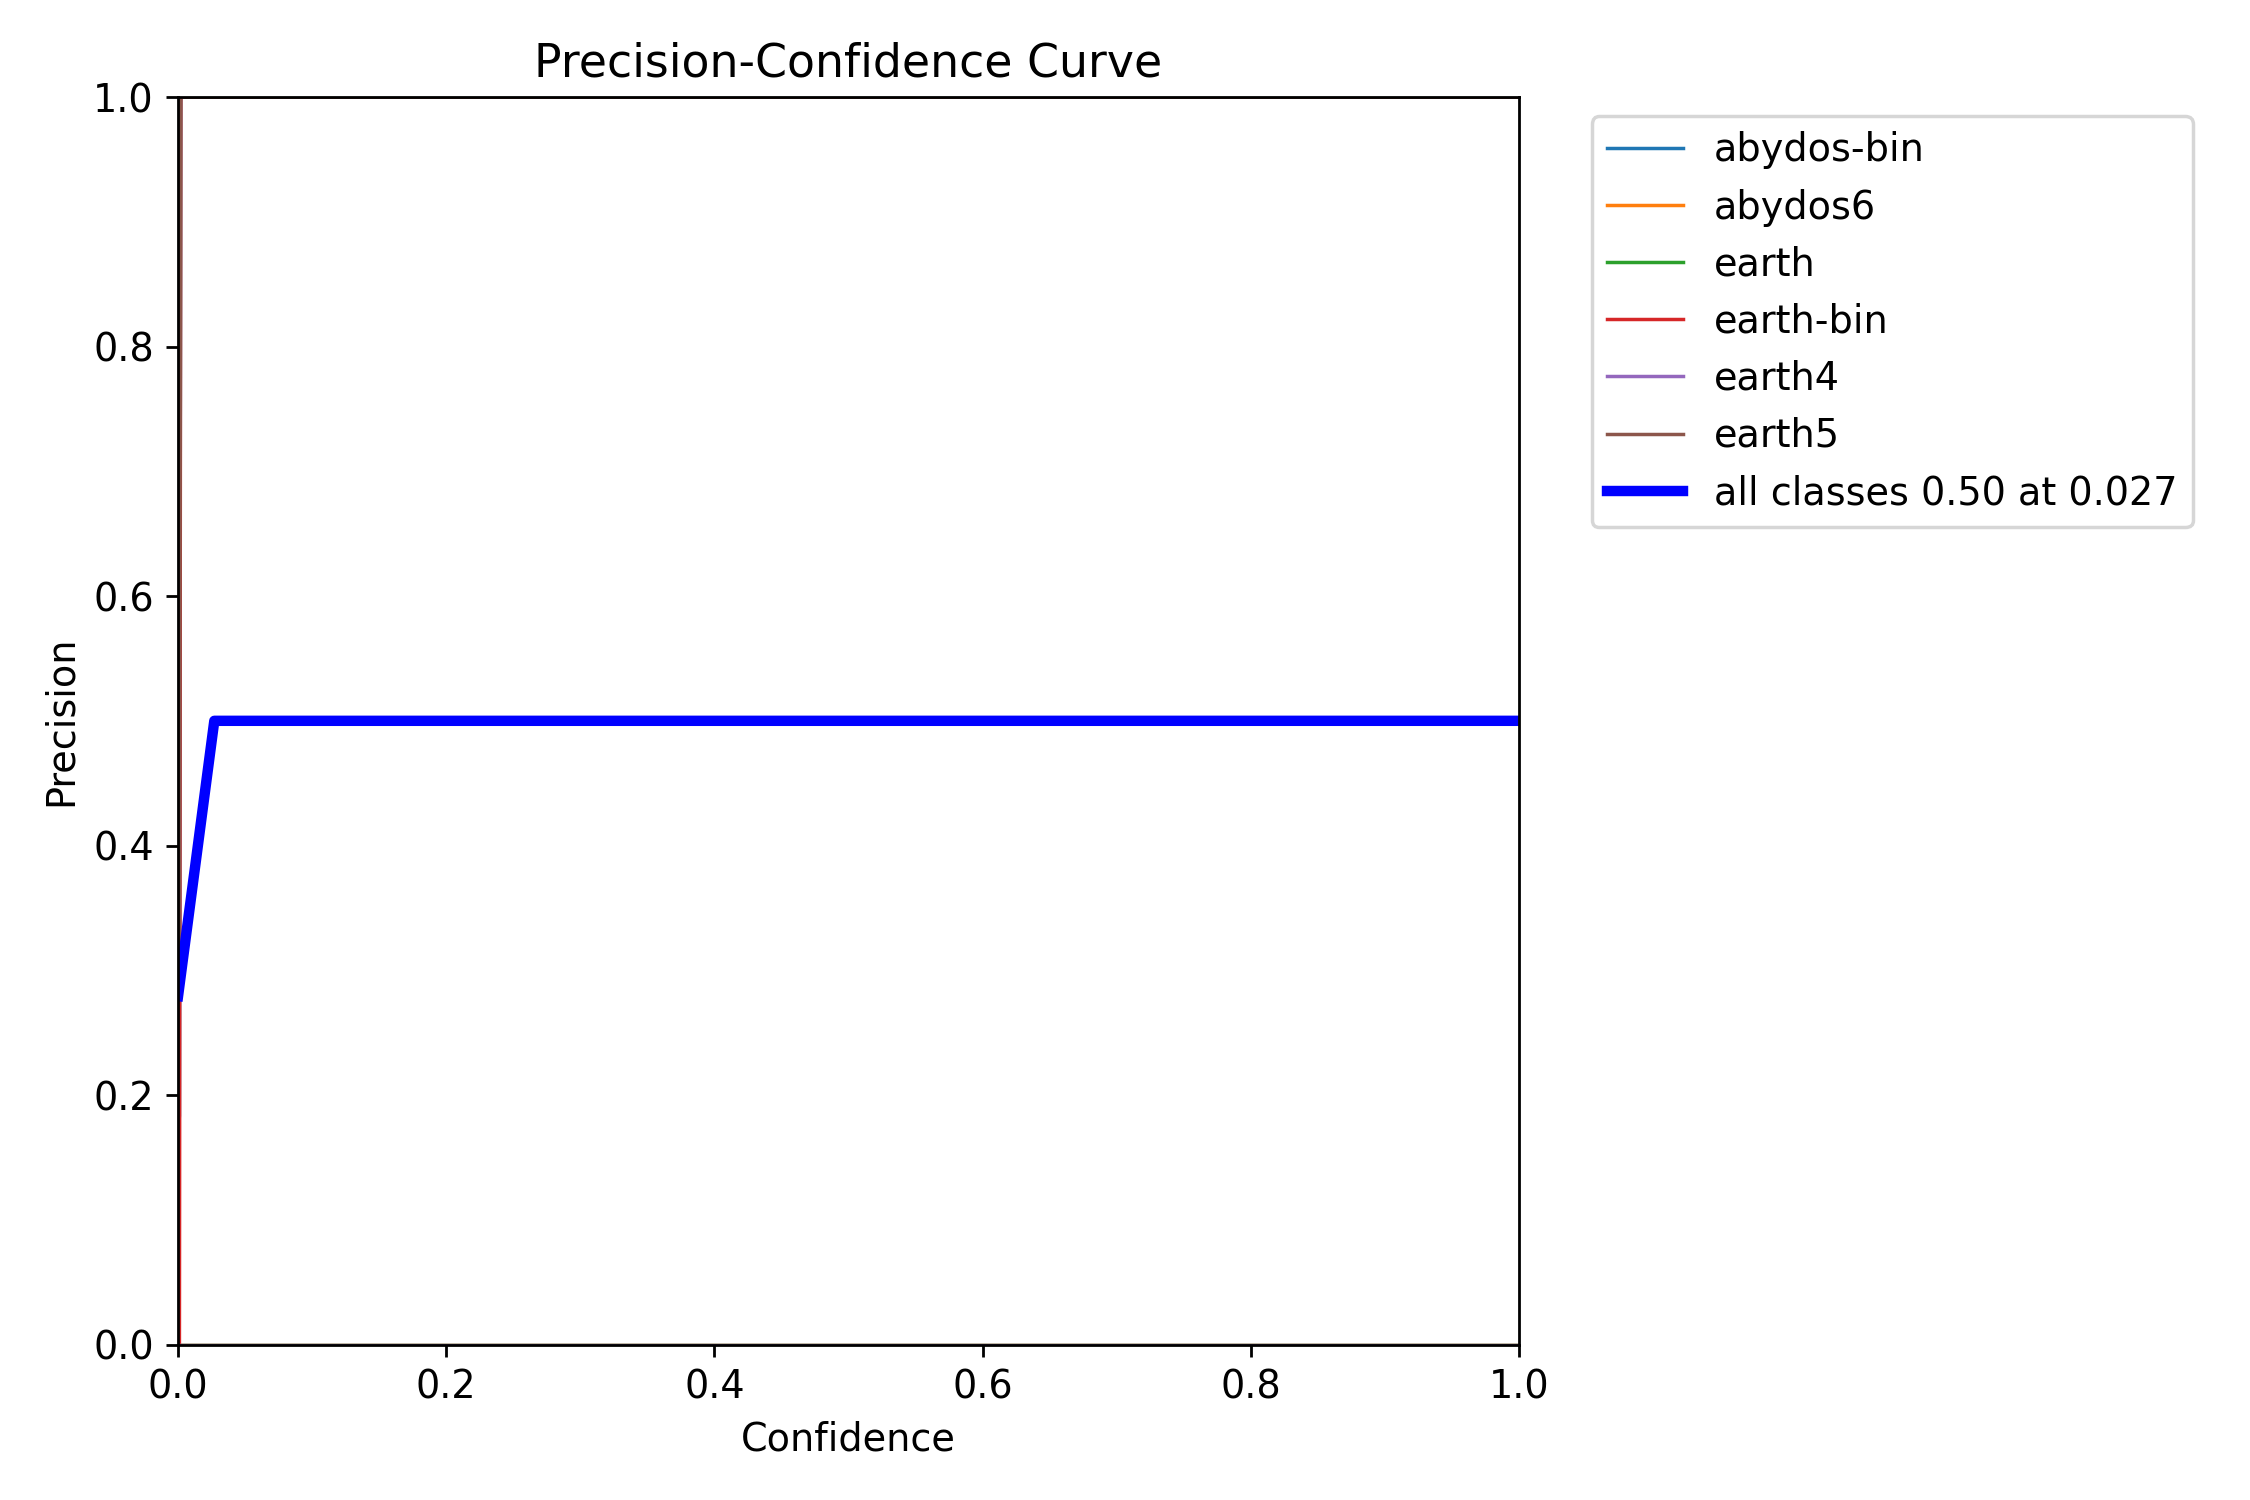 Precision-Confidence Curve
1.0
0.8
0.6
0.4
0.2
0.0
Precision
0.0 0.2 0.4 0.6 0.8 1.0
Confidence
abydos-bin
abydos6
earth
earth-bin
earth4
earth5
all classes 0.50 at 0.027